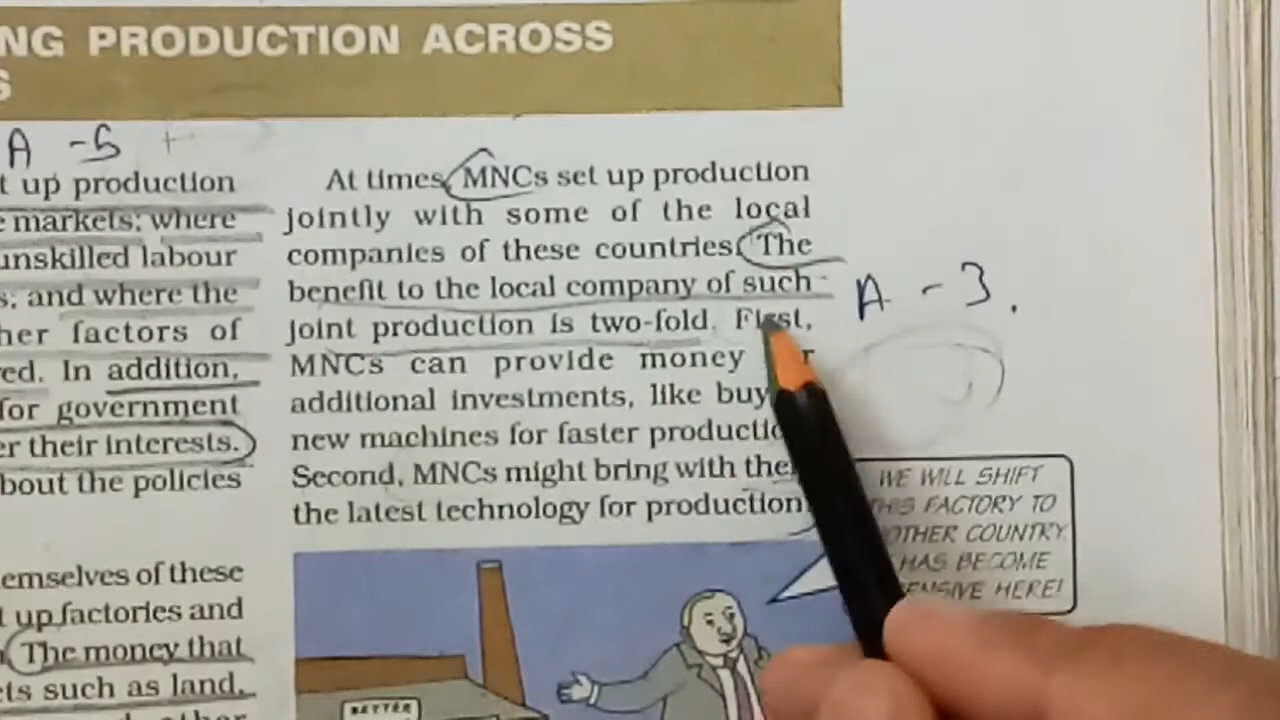 NG PRODUCTION ACROSS
S
A - 5
t up production
e markets; where
unskilled labour
s; and where the
her factors of
red. In addition,
for government
er their interests.
bout the policies
emselves of these
t up factories and
The money that
ts such as land,
At times, MNCs set up production
jointly with some of the local
companies of these countries. The
benefit to the local company of such
joint production is two-fold. First,
MNCs can provide money
additional investments, like buy
new machines for faster producti
Second, MNCs might bring with the
the latest technology for production
A - 3.
WE WILL SHIFT
THIS FACTORY TO
OTHER COUNTRY
HAS BECOME
ENSIVE HERE!
BETTER